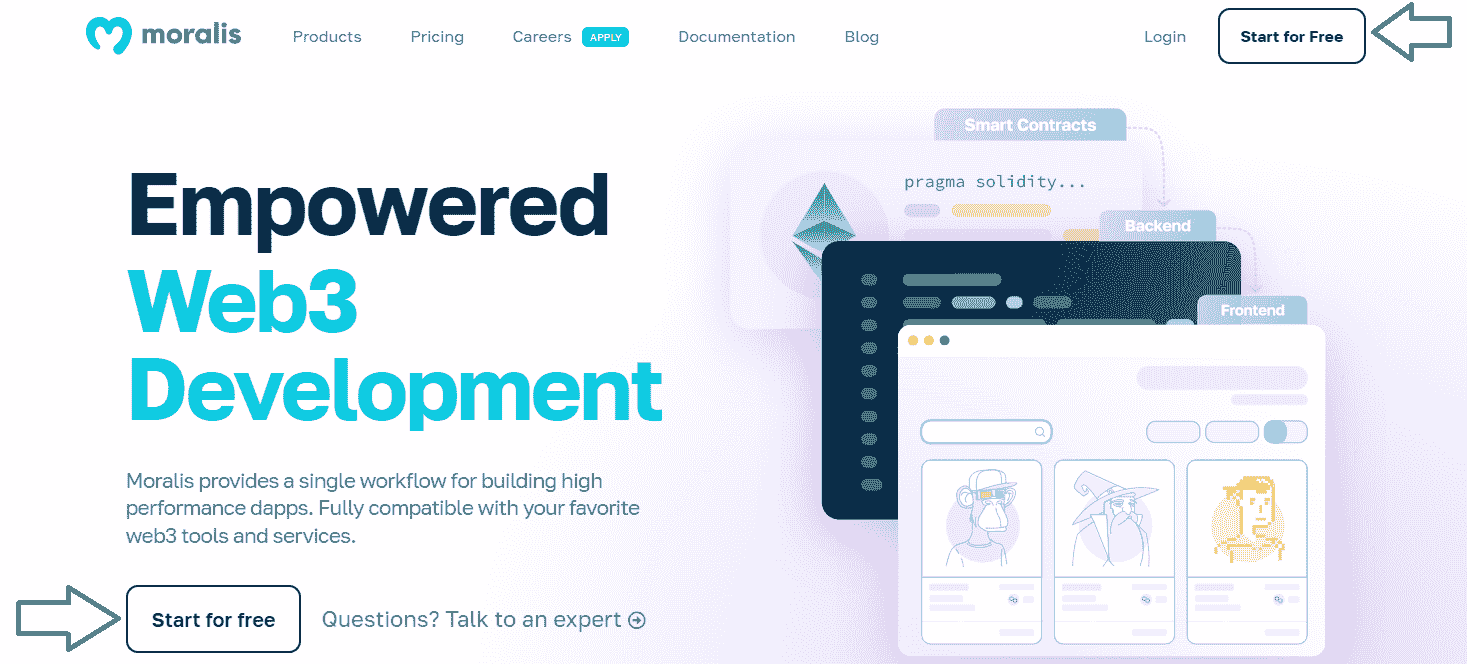 moralis
Products
Pricing
Careers
APPLY
Documentation
Blog
Login
Start for Free
Empowered
Web3
Development
Moralis provides a single workflow for building high
performance dapps. Fully compatible with your favorite
web3 tools and services.
Start for free
Questions? Talk to an expert
Smart Contracts
pragma solidity...
Backend
Frontend